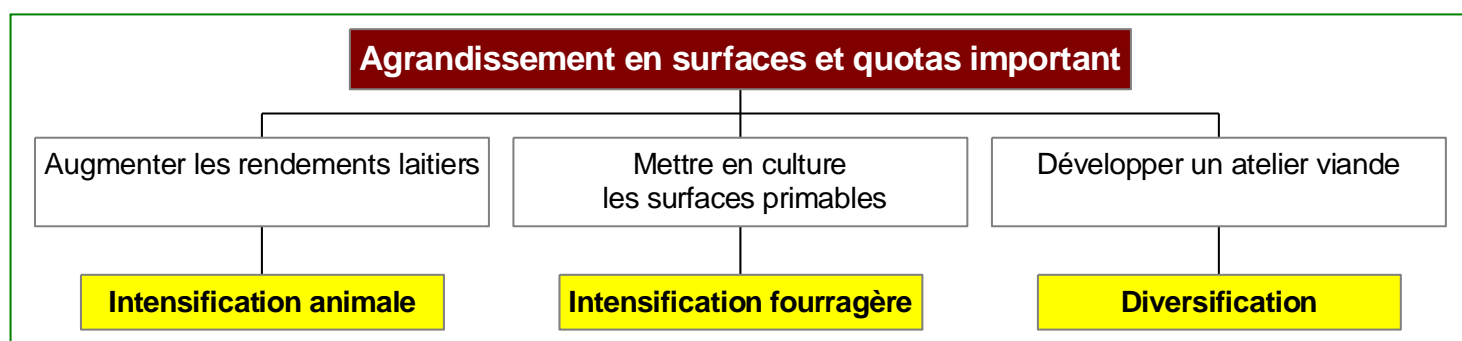 Agrandissement en surfaces et quotas important
Augmenter les rendements laitiers
Mettre en culture
les surfaces primables
Développer un atelier viande
Intensification animale
Intensification fourragère
Diversification